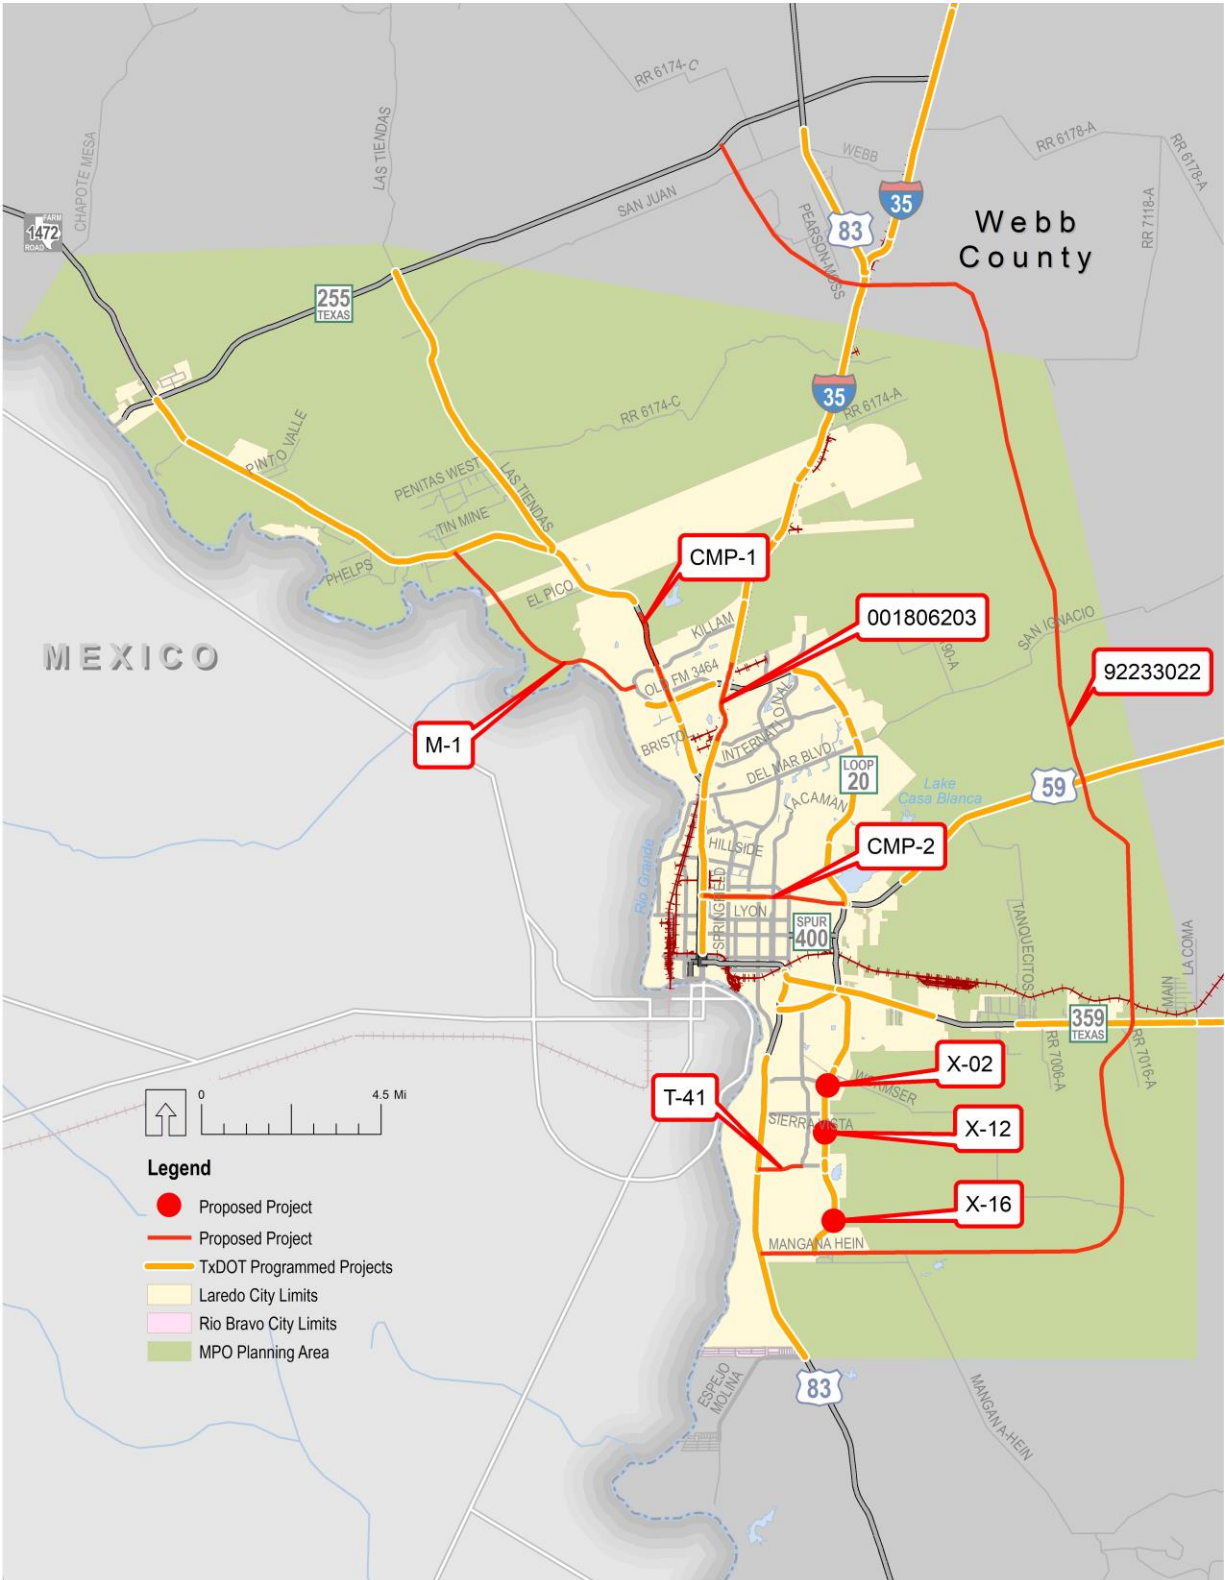 RR 6174-C
CHAPOTE MESA
LAS TIENDAS
WEBB
RR 6178-A
RR 6178-A
RR 7118-A
SAN JUAN
PEARSON-MOSS
35
83
Webb
County
FARM
1472
ROAD
255
TEXAS
35
RR 6174-C
RR 6174-A
PINTO VALLE
PENITAS WEST
LAS TIENDAS
TIN MINE
PHELPS
EL PICO
CMP-1
KILLAM
001806203
SAN IGNACIO
90-A
MEXICO
OLD FM 3464
92233022
M-1
BRISTO
INTERNATIONAL
DEL MAR BLVD
LOOP
20
Lake
Casa Blanca
59
JACAMAN
HILLSIDE
CMP-2
Rio Grande
SPRINGFIELD
LYON
SPUR
400
TANQUECITOS
MAIN
LA COMA
359
TEXAS
RR 7006-A
RR 7016-A
X-02
WORMSER
T-41
SIERRA VISTA
X-12
X-16
MANGANA HEIN
0
4.5 Mi
Legend
Proposed Project
Proposed Project
TxDOT Programmed Projects
Laredo City Limits
Rio Bravo City Limits
MPO Planning Area
ESPEJO
MOLINA
83
MANGANA-HEIN